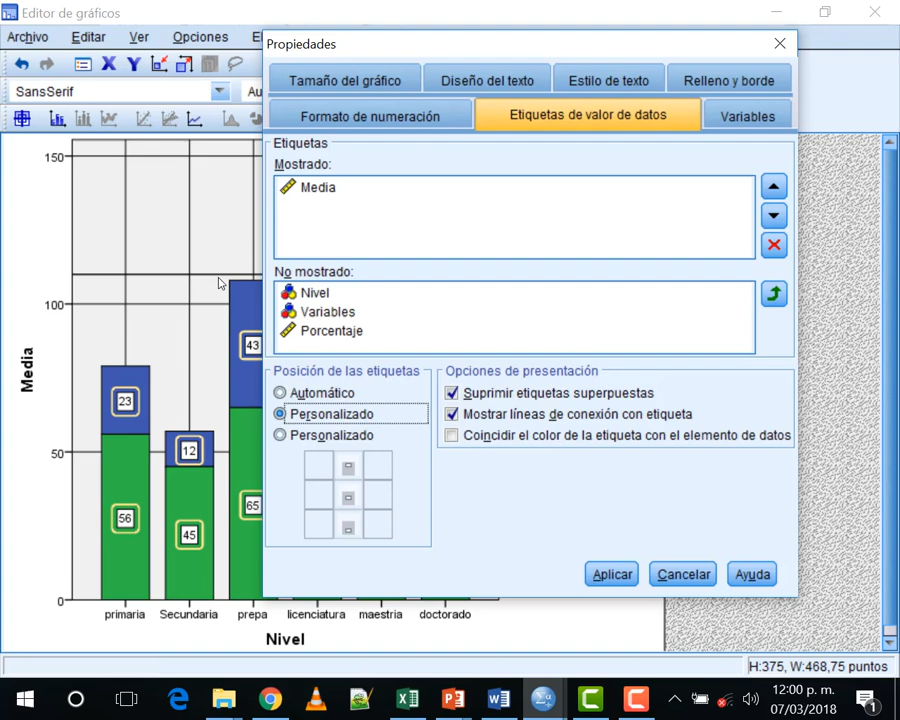 Editor de gráficos
Archivo Editar Ver Opciones El
Propiedades
SansSerif Au
Tamaño del gráfico Diseño del texto Estilo de texto Relleno y borde
Formato de numeración Etiquetas de valor de datos Variables
Etiquetas
Mostrado:
Media
No mostrado:
Nivel
Variables
Porcentaje
Posición de las etiquetas
Automático
Personalizado
Personalizado
Opciones de presentación
Suprimir etiquetas superpuestas
Mostrar líneas de conexión con etiqueta
Coincidir el color de la etiqueta con el elemento de datos
Aplicar Cancelar Ayuda
150
100
50
0
Media
23
56
12
45
43
65
primaria Secundaria prepa licenciatura maestria doctorado
Nivel
H:375, W:468,75 puntos
12:00 p. m.
07/03/2018
1